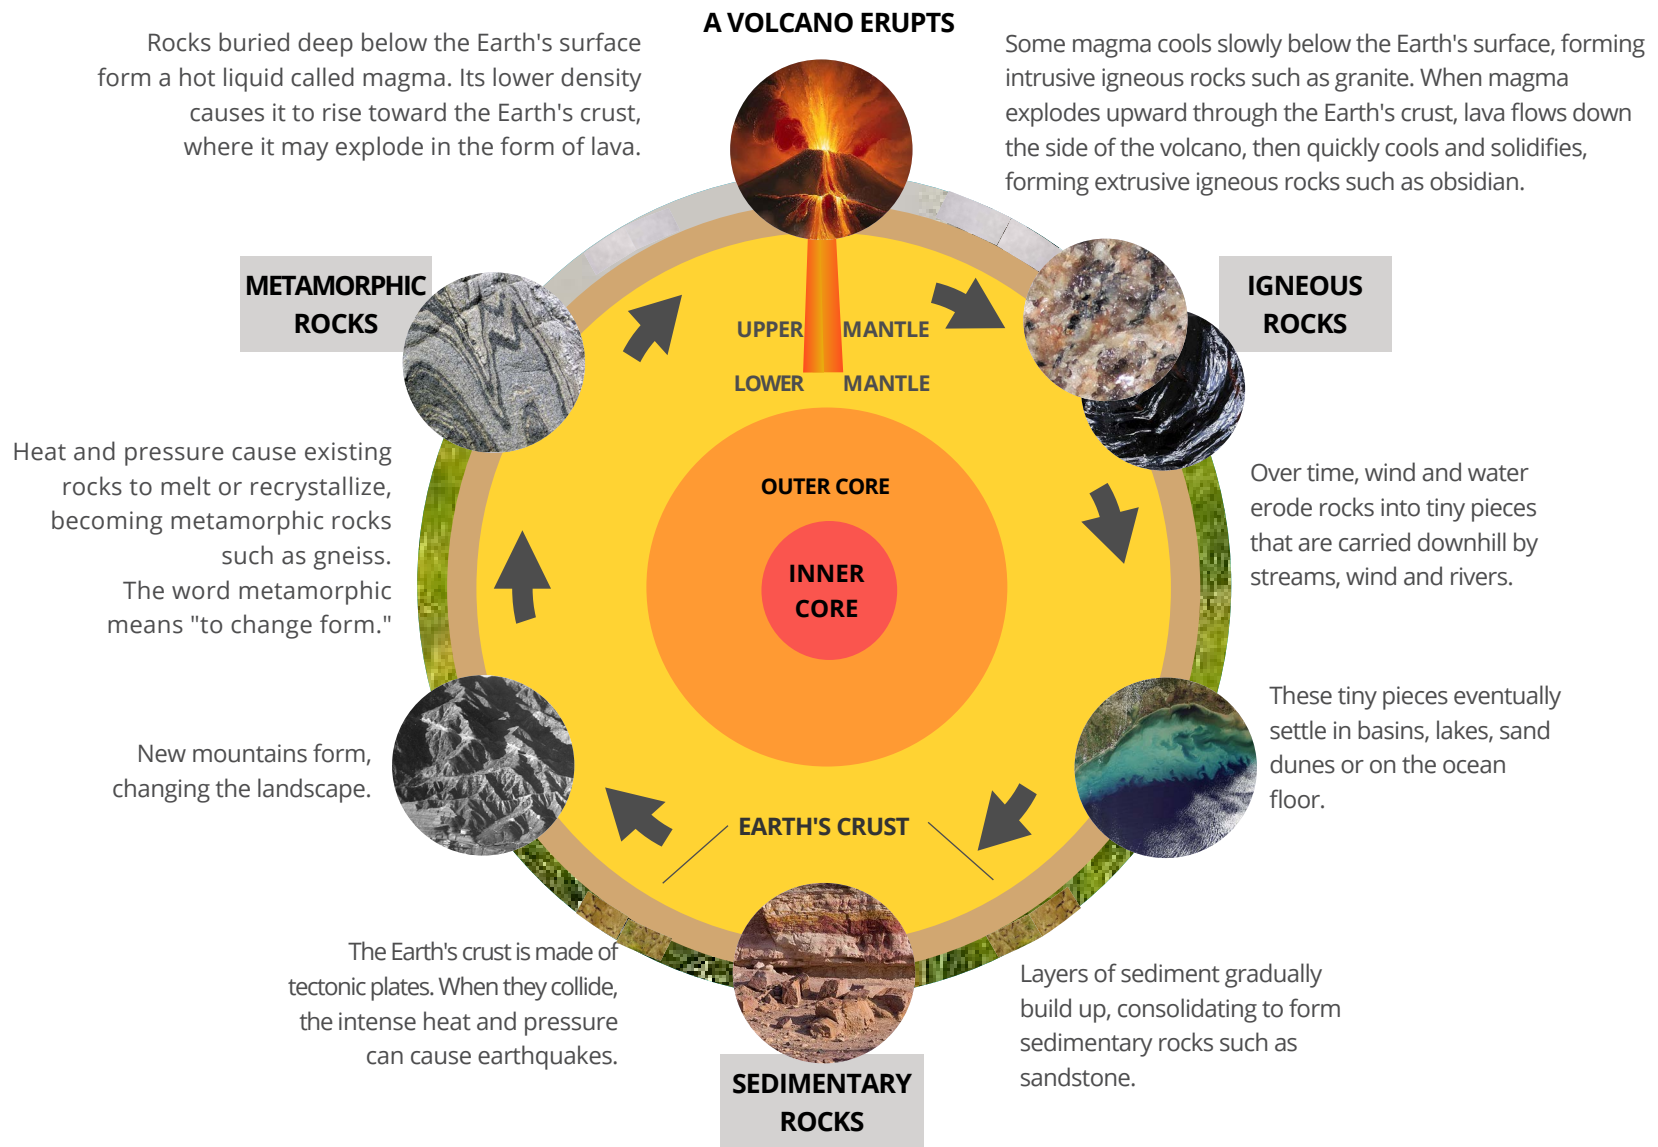 A VOLCANO ERUPTS
Rocks buried deep below the Earth's surface
form a hot liquid called magma. Its lower density
causes it to rise toward the Earth's crust,
where it may explode in the form of lava.
Some magma cools slowly below the Earth's surface, forming
intrusive igneous rocks such as granite. When magma
explodes upward through the Earth's crust, lava flows down
the side of the volcano, then quickly cools and solidifies,
forming extrusive igneous rocks such as obsidian.
METAMORPHIC
ROCKS
IGNEOUS
ROCKS
UPPER MANTLE
LOWER MANTLE
OUTER CORE
INNER
CORE
EARTH'S CRUST
Heat and pressure cause existing
rocks to melt or recrystallize,
becoming metamorphic rocks
such as gneiss.
The word metamorphic
means "to change form."
Over time, wind and water
erode rocks into tiny pieces
that are carried downhill by
streams, wind and rivers.
New mountains form,
changing the landscape.
These tiny pieces eventually
settle in basins, lakes, sand
dunes or on the ocean
floor.
The Earth's crust is made of
tectonic plates. When they collide,
the intense heat and pressure
can cause earthquakes.
Layers of sediment gradually
build up, consolidating to form
sedimentary rocks such as
sandstone.
SEDIMENTARY
ROCKS